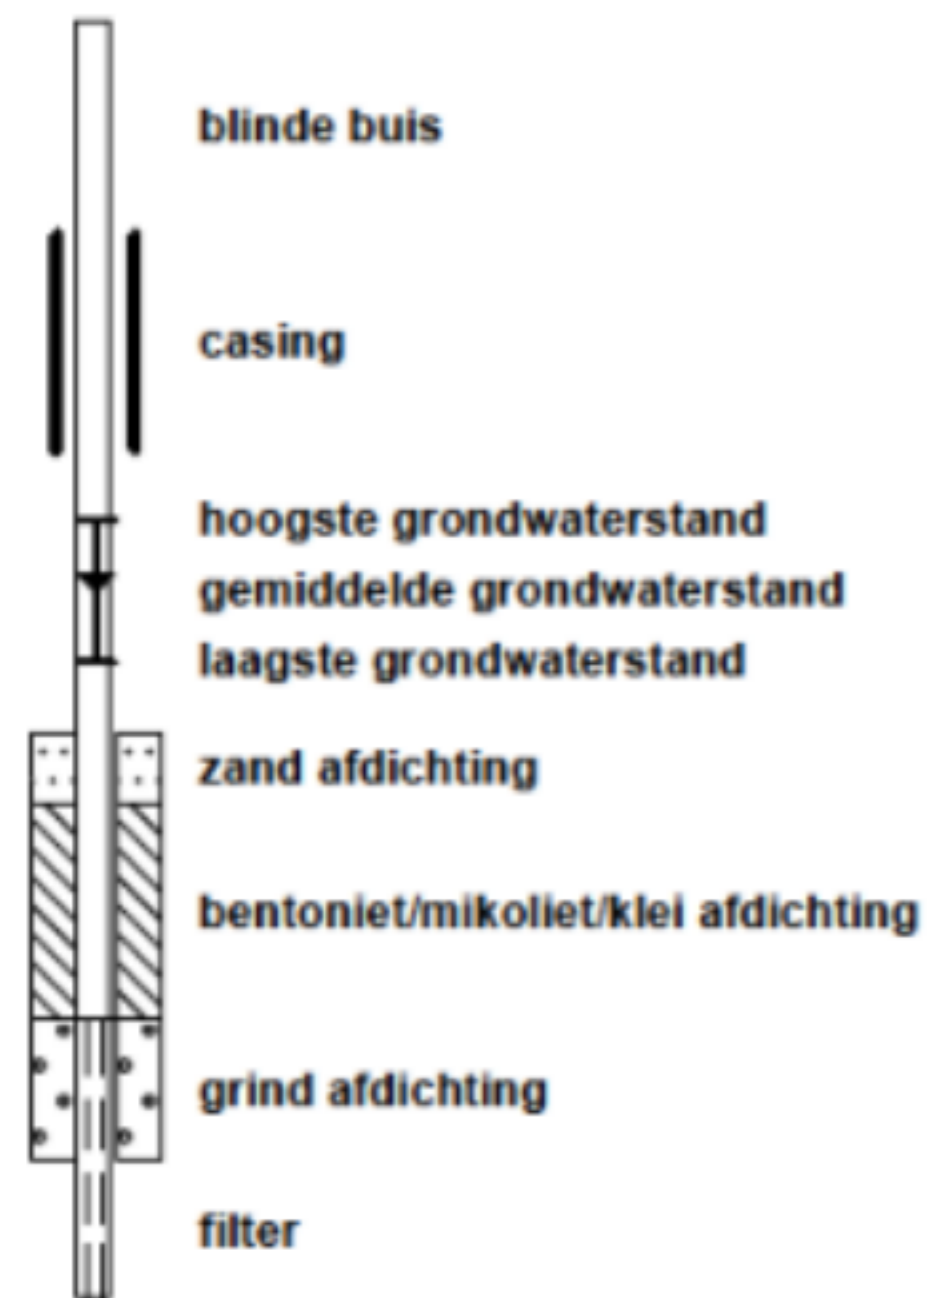 blinde buis
casing
hoogste grondwaterstand
gemiddelde grondwaterstand
laagste grondwaterstand
zand afdichting
bentoniet/mikoliet/klei afdichting
grind afdichting
filter